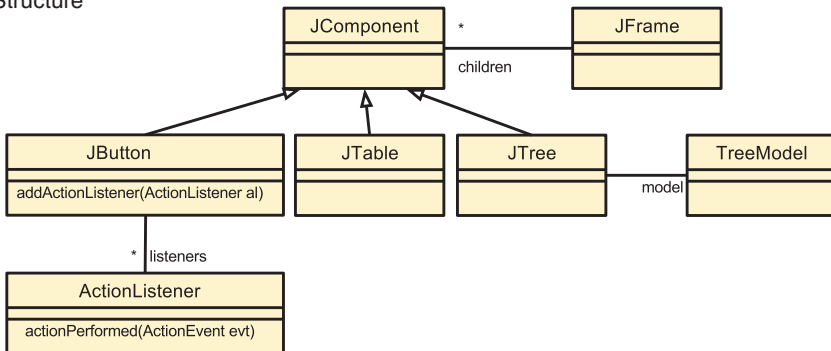 Structure
JComponent
*
JFrame
children
JButton
JTable
JTree
TreeModel
addActionListener(ActionListener al)
model
* listeners
ActionListener
actionPerformed(ActionEvent evt)